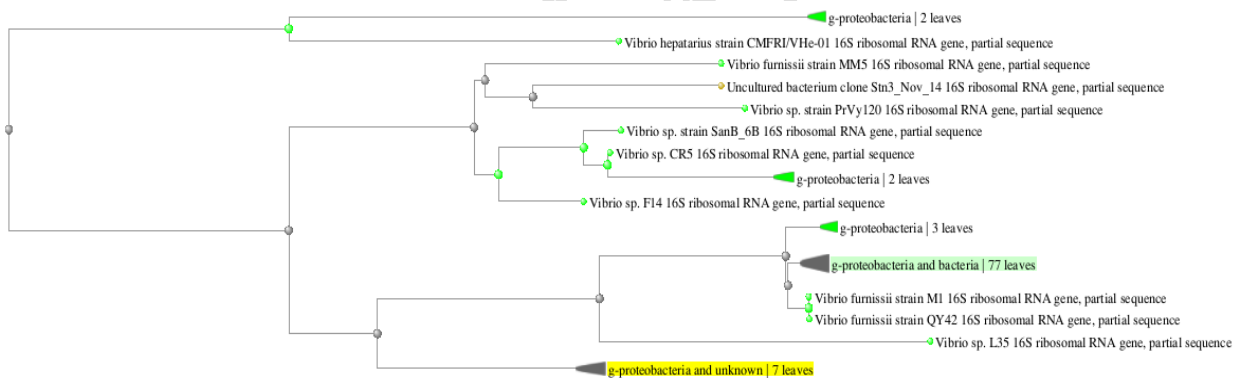 g-proteobacteria | 2 leaves
Vibrio hepatarius strain CMFRI/VHe-01 16S ribosomal RNA gene, partial sequence
Vibrio furnissii strain MM5 16S ribosomal RNA gene, partial sequence
Uncultured bacterium clone Stn3_Nov_14 16S ribosomal RNA gene, partial sequence
Vibrio sp. strain PrVy120 16S ribosomal RNA gene, partial sequence
Vibrio sp. strain SanB_6B 16S ribosomal RNA gene, partial sequence
Vibrio sp. CR5 16S ribosomal RNA gene, partial sequence
g-proteobacteria | 2 leaves
Vibrio sp. F14 16S ribosomal RNA gene, partial sequence
g-proteobacteria | 3 leaves
g-proteobacteria and bacteria | 77 leaves
Vibrio furnissii strain M1 16S ribosomal RNA gene, partial sequence
Vibrio furnissii strain QY42 16S ribosomal RNA gene, partial sequence
Vibrio sp. L35 16S ribosomal RNA gene, partial sequence
g-proteobacteria and unknown | 7 leaves